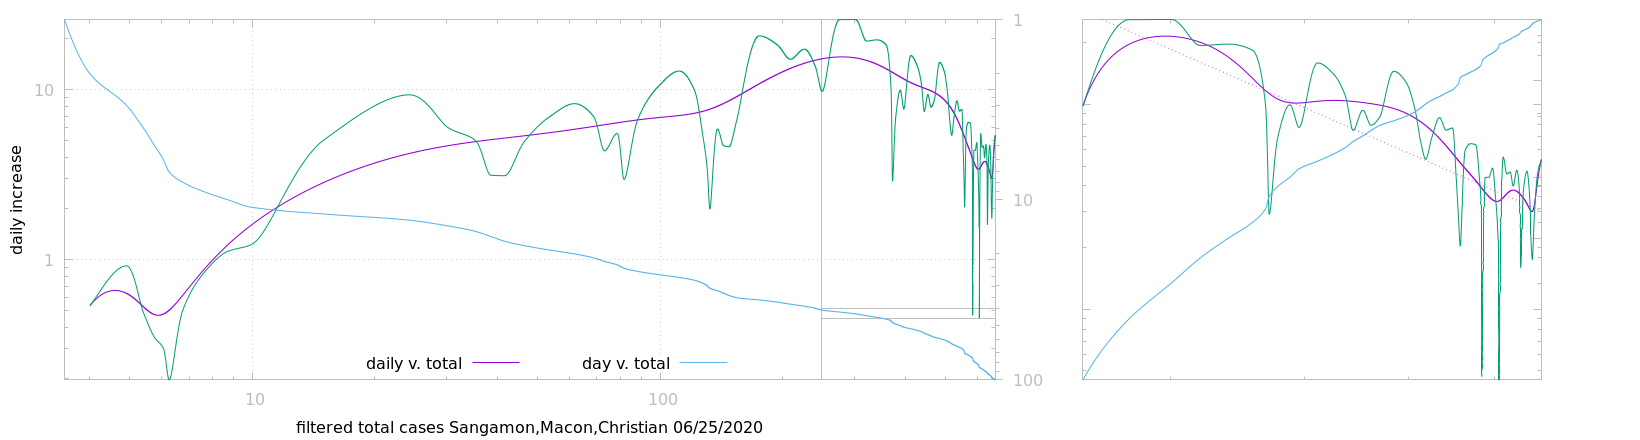 1
10
10
1
daily increase
daily v. total
day v. total
100
10
100
filtered total cases Sangamon,Macon,Christian 06/25/2020